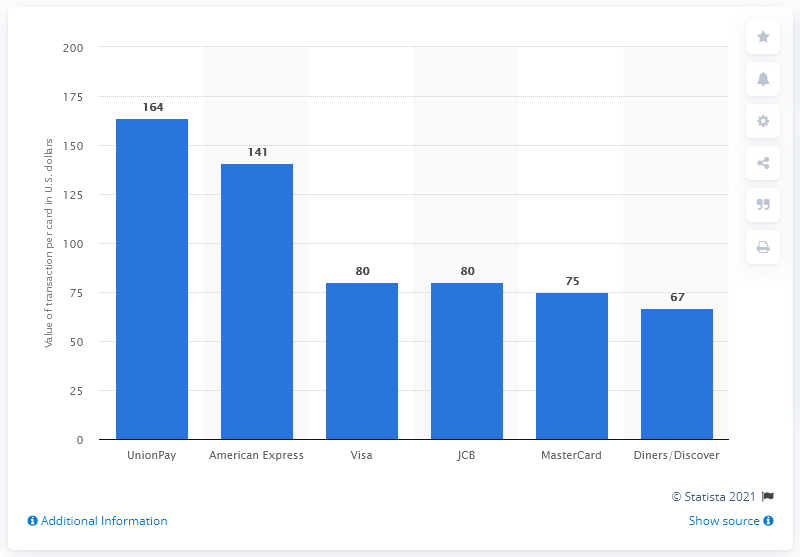 200
175
150
125
100
75
50
25
0
Value of transaction per card in U.S. dollars
164
141
80
80
75
67
UnionPay
American Express
Visa
JCB
MasterCard
Diners/Discover
© Statista 2021
Additional Information
Show source